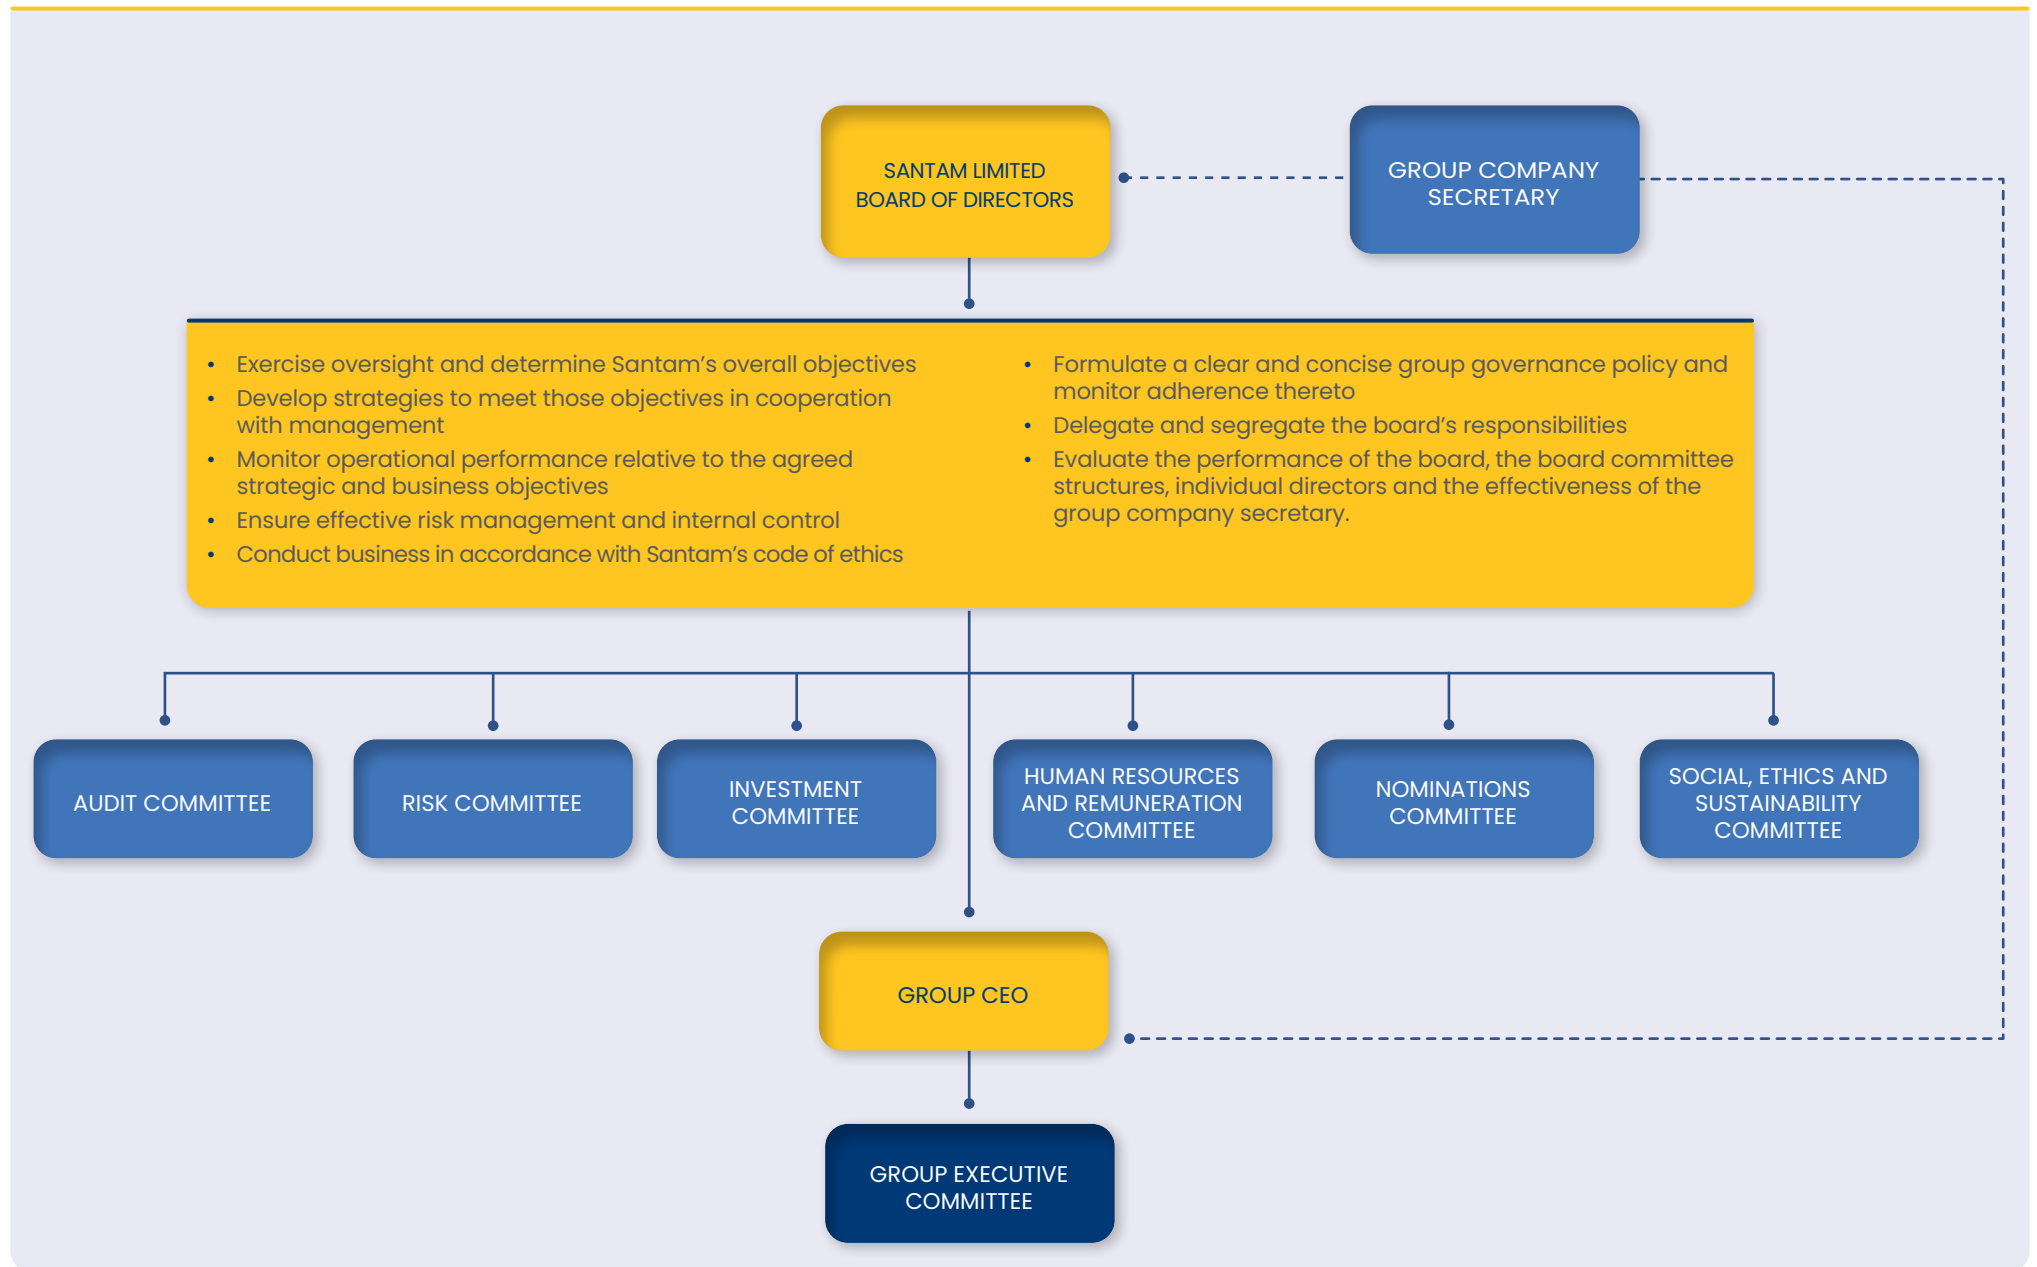 SANTAM LIMITED
BOARD OF DIRECTORS
GROUP COMPANY
SECRETARY
• Exercise oversight and determine Santam’s overall objectives
• Develop strategies to meet those objectives in cooperation
with management
• Monitor operational performance relative to the agreed
strategic and business objectives
• Ensure effective risk management and internal control
• Conduct business in accordance with Santam’s code of ethics
• Formulate a clear and concise group governance policy and
monitor adherence thereto
• Delegate and segregate the board’s responsibilities
• Evaluate the performance of the board, the board committee
structures, individual directors and the effectiveness of the
group company secretary.
AUDIT COMMITTEE
RISK COMMITTEE
INVESTMENT
COMMITTEE
HUMAN RESOURCES
AND REMUNERATION
COMMITTEE
NOMINATIONS
COMMITTEE
SOCIAL, ETHICS AND
SUSTAINABILITY
COMMITTEE
GROUP CEO
GROUP EXECUTIVE
COMMITTEE